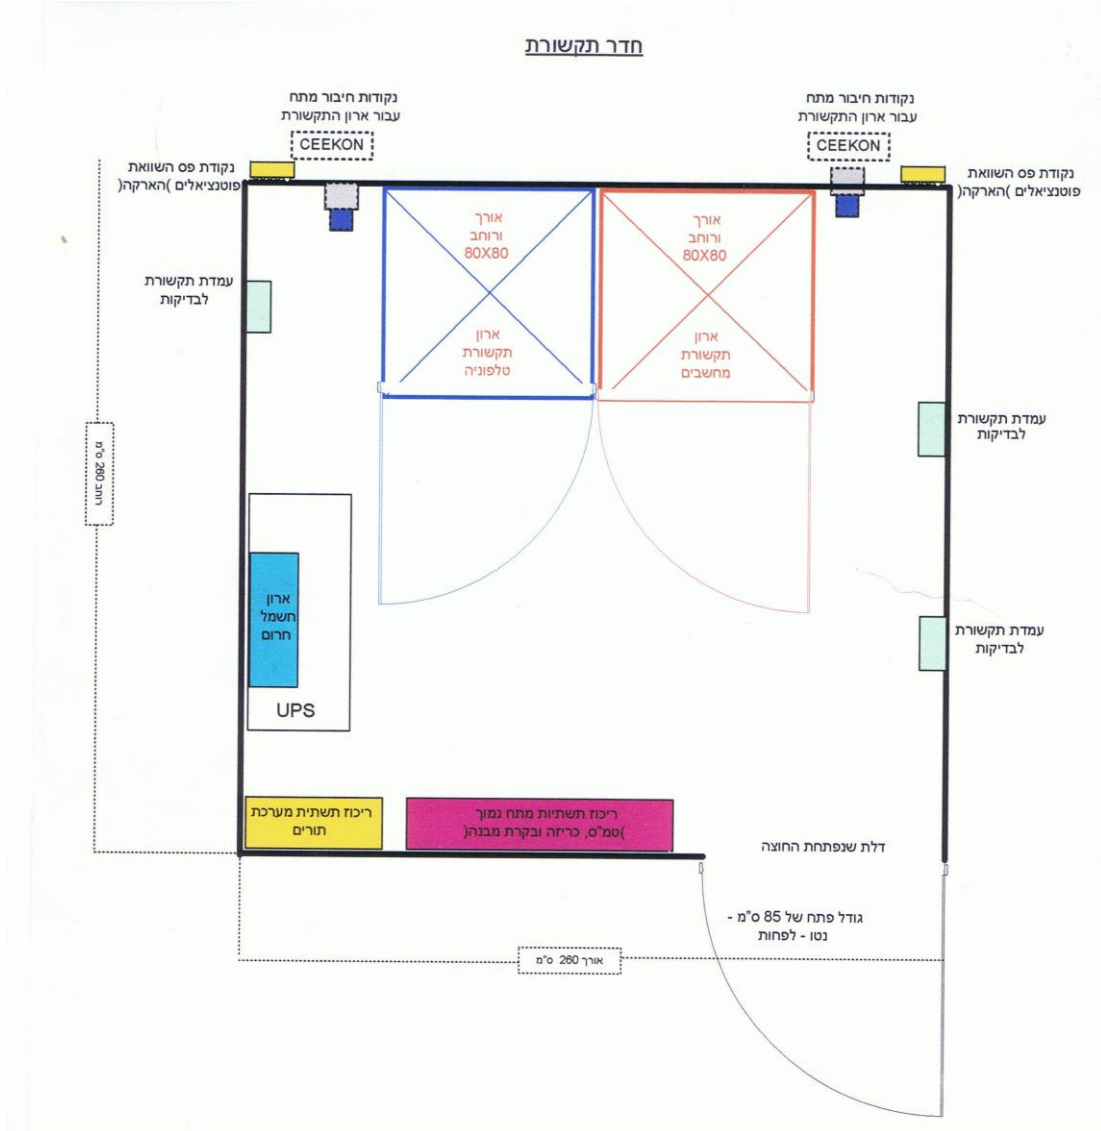 חדר תקשורת
נקודות חיבור מתח
עבור ארון התקשורת
CEEKON
נקודות חיבור מתח
עבור ארון התקשורת
CEEKON
נקודת פס השוואת
פוטנציאלים )הארקה(
נקודת פס השוואת
פוטנציאלים )הארקה(
אורך
ורוחב
80X80
ארון
תקשורת
מחשבים
אורך
ורוחב
80X80
ארון
תקשורת
טלפוניה
עמדת תקשורת
לבדיקות
עמדת תקשורת
לבדיקות
עמדת תקשורת
לבדיקות
רוחב 260 ס"מ
ארון
חשמל
חרום
UPS
ריכוז תשתיות מתח נמוך
)טמ"ס, כריזה ובקרת מבנה(
ריכוז תשתית מערכת
תורים
דלת שנפתחת החוצה
גודל פתח של 85 ס"מ -
נטו - לפחות
אורך 260 ס"מ